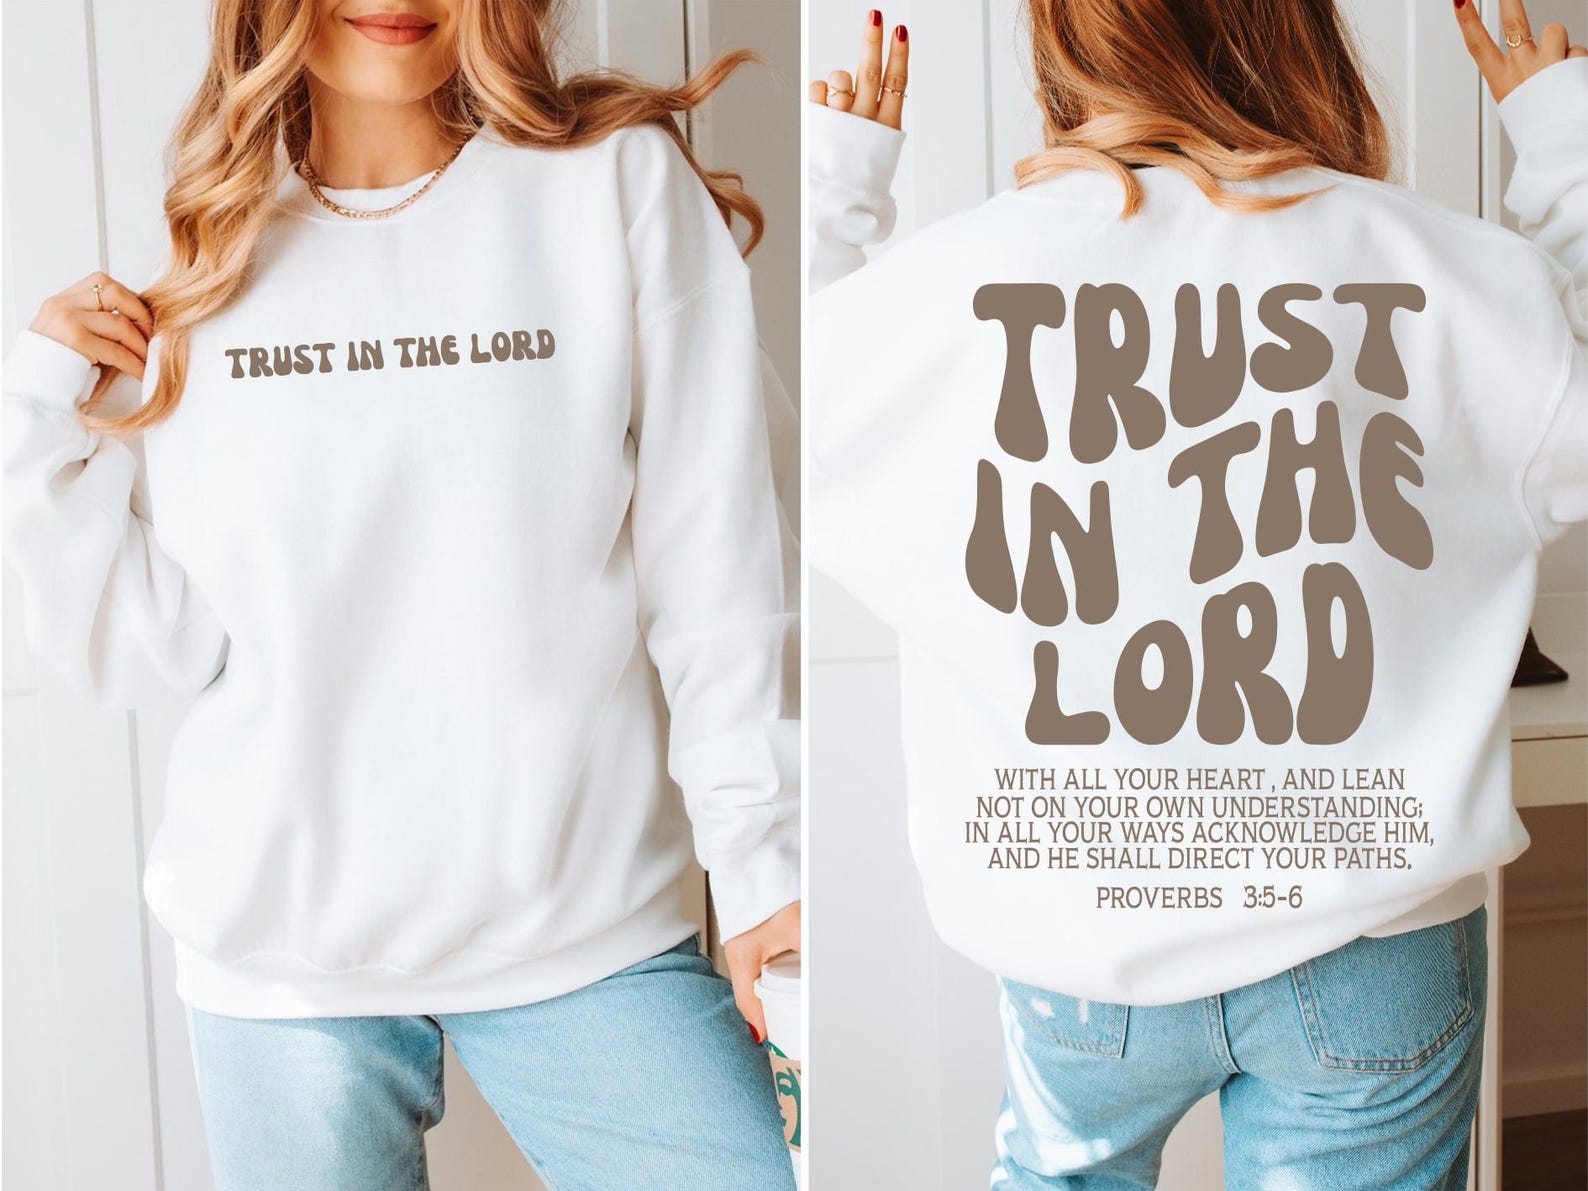 TRUST IN THE LORD
TRUST
IN THE
LORD
WITH ALL YOUR HEART , AND LEAN
NOT ON YOUR OWN UNDERSTANDING;
IN ALL YOUR WAYS ACKNOWLEDGE HIM,
AND HE SHALL DIRECT YOUR PATHS.
PROVERBS 3:5-6